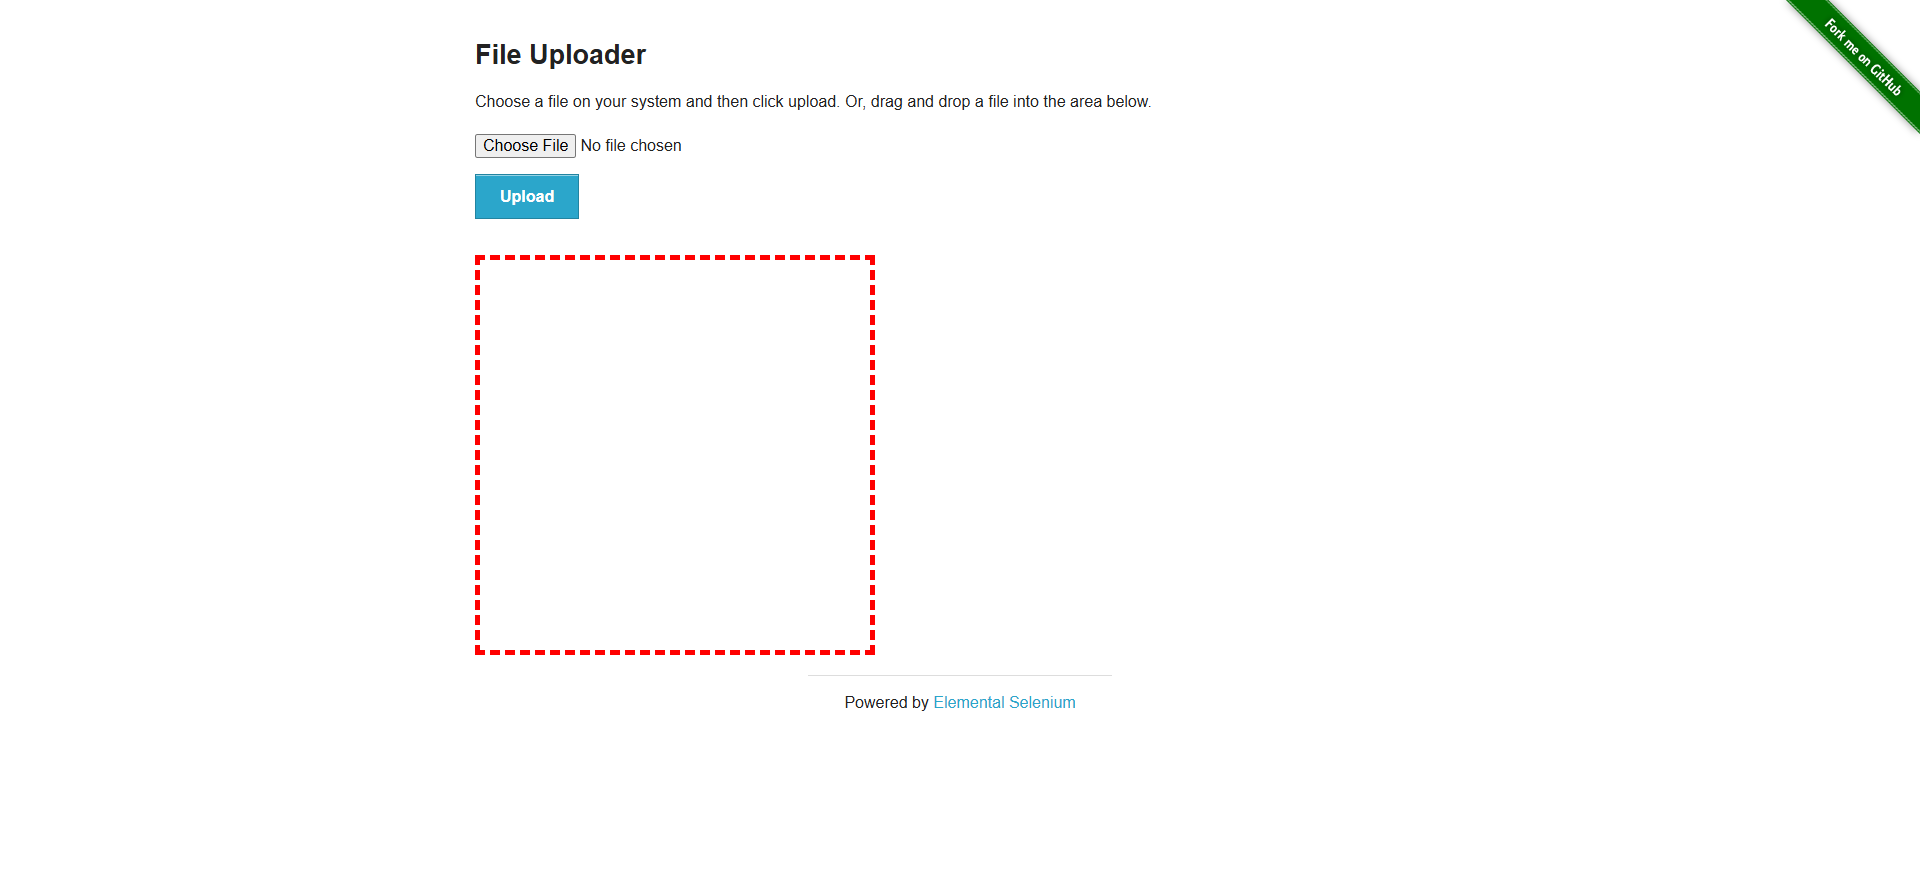 Fork me on GitHub
File Uploader
Choose a file on your system and then click upload. Or, drag and drop a file into the area below.
Choose File No file chosen
Upload
Powered by Elemental Selenium